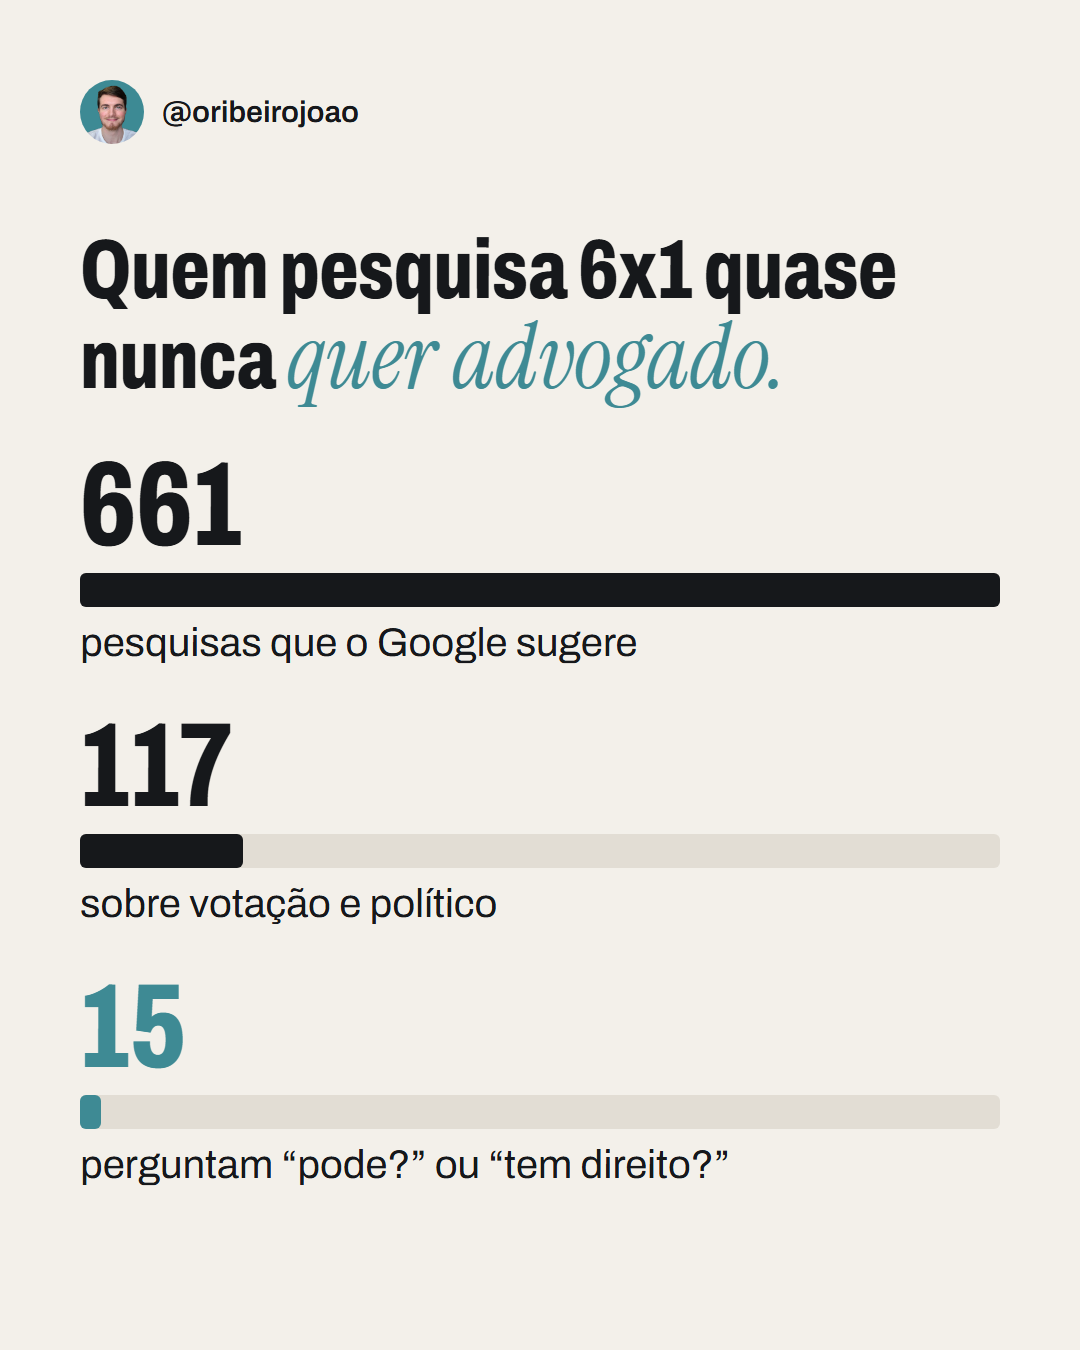 @oribeirojoao
Quem pesquisa 6x1 quase
nunca quer advogado.
661
pesquisas que o Google sugere
117
sobre votação e político
15
perguntam “pode?” ou “tem direito?”